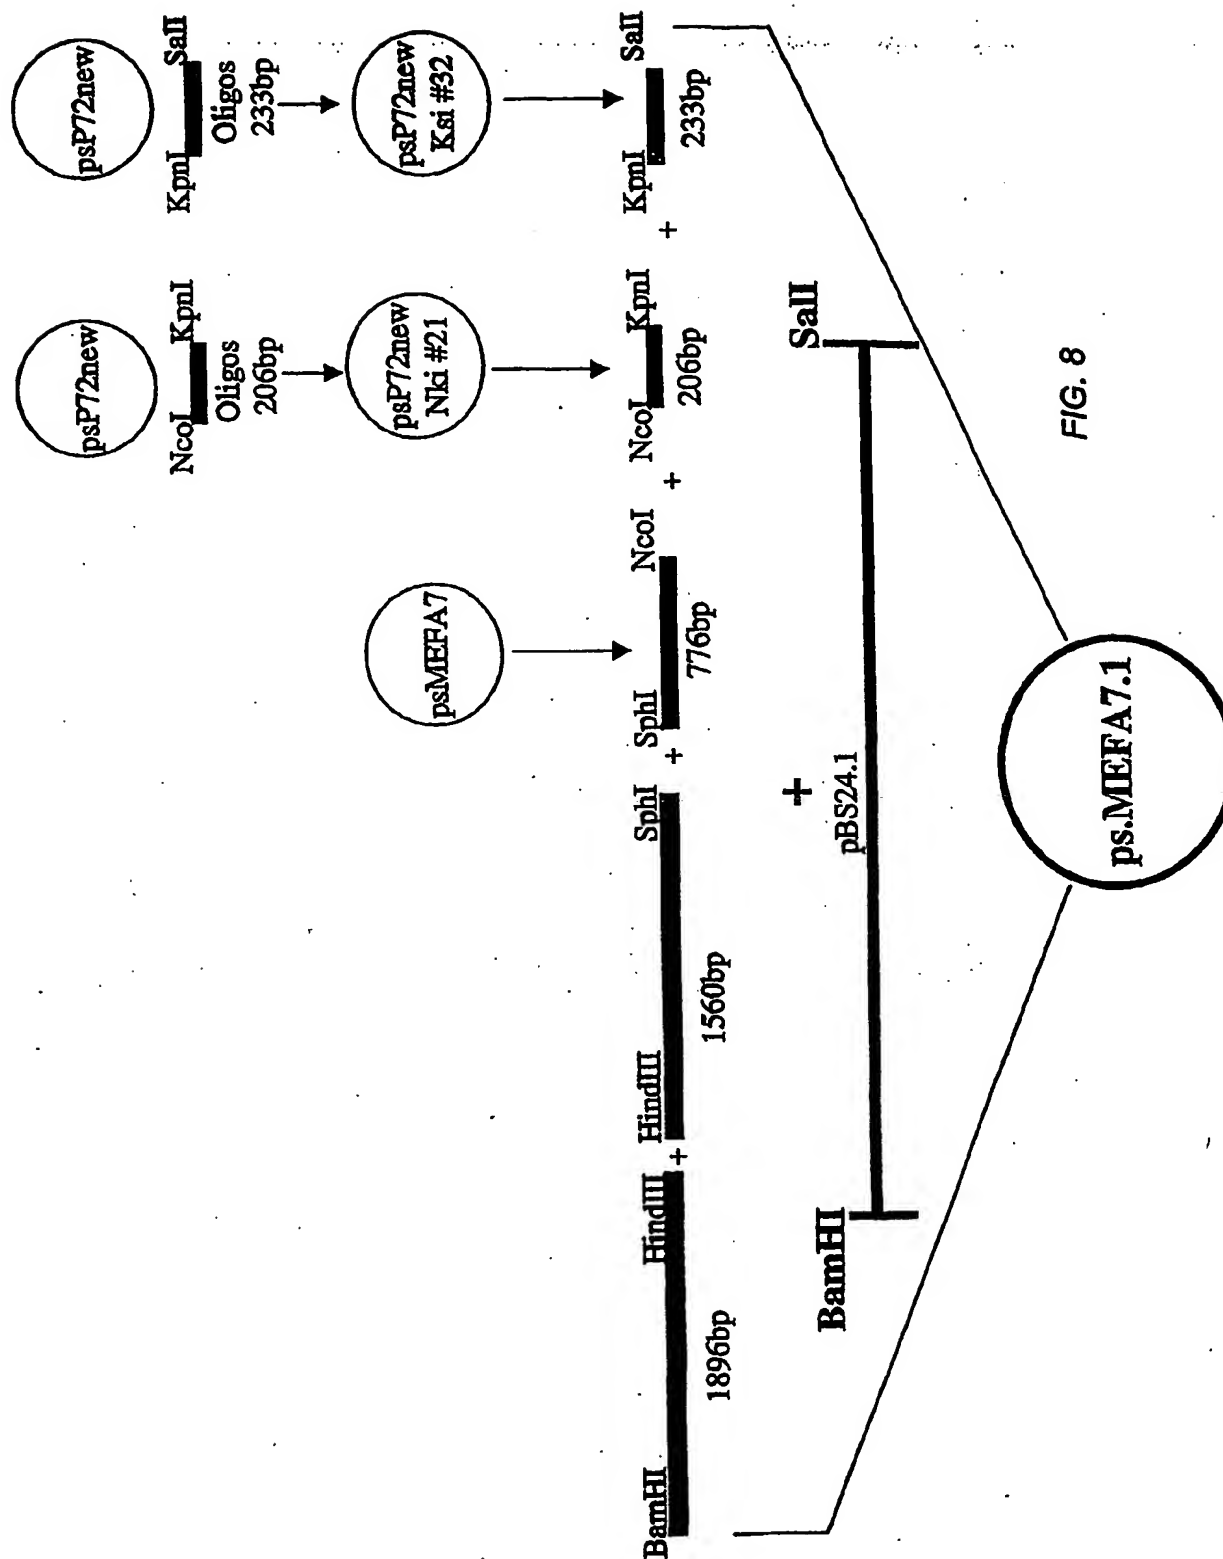 psP72new
NcoI KpnI
Oligos
206bp
psP72new
KpnI SalI
Oligos
233bp
psMEFA7
psP72new
Nki #21
psP72new
Ksi #32
BamHI HindIII
1896bp
+
HindIII SphI
1560bp
+
SphI NcoI
776bp
+
NcoI KpnI
206bp
+
KpnI SalI
233bp
+
pBS24.1
BamHI SalI
ps.MEFA7.1
FIG. 8